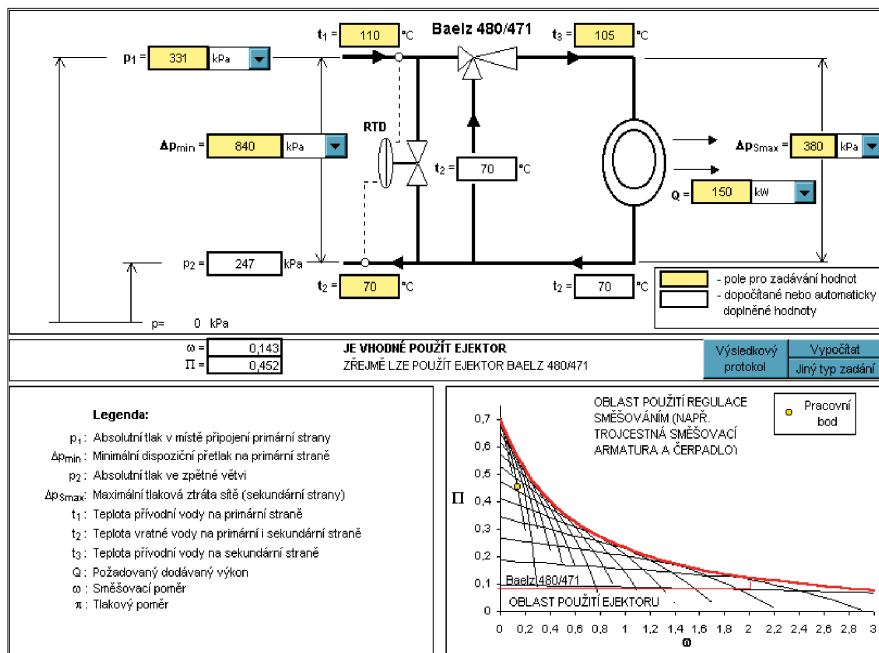 t1 = 110 °C
Baelz 480/471
t3 = 105 °C
p1 = 331 kPa
RTD
Δpmin = 840 kPa
t2 = 70 °C
ΔpSmax = 380 kPa
Q = 150 kW
p2 = 247 kPa
t2 = 70 °C
t2 = 70 °C
- pole pro zadávání hodnot
- dopočítané nebo automaticky
doplněné hodnoty
p= 0 kPa
ω = 0,143
Π = 0,452
JE VHODNÉ POUŽÍT EJEKTOR
ZŘEJMĚ LZE POUŽÍT EJEKTOR BAELZ 480/471
Výsledkový
protokol
Vypočítat
Jiný typ zadání
Legenda:
p1 : Absolutní tlak v místě připojení primární strany
Δpmin : Minimální dispoziční přetlak na primární straně
p2 : Absolutní tlak ve zpětné větvi
ΔpSmax: Maximální tlaková ztráta sítě (sekundární strany)
t1 : Teplota přívodní vody na primární straně
t2 : Teplota vratné vody na primární i sekundární straně
t3 : Teplota přívodní vody na sekundární straně
Q : Požadovaný dodávaný výkon
ω : Směšovací poměr
π : Tlakový poměr
OBLAST POUŽITÍ REGULACE
SMĚŠOVÁNÍM (NAPŘ.
TROJCESTNÁ SMĚŠOVACÍ
ARMATURA A ČERPADLO)
Pracovní
bod
Π
0,7
0,6
0,5
0,4
0,3
0,2
0,1
0
Baelz 480/471
OBLAST POUŽITÍ EJEKTORU
0 0,2 0,4 0,6 0,8 1 1,2 1,4 1,6 1,8 2 2,2 2,4 2,6 2,8 3
ω